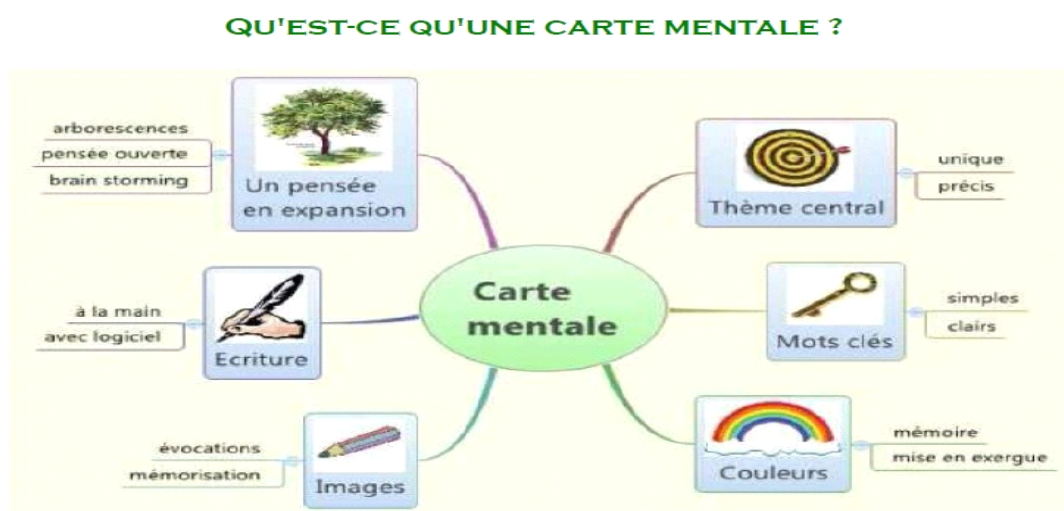 QU'EST-CE QU'UNE CARTE MENTALE ?
Carte
mentale
Thème central
unique
précis
Mots clés
simples
clairs
Couleurs
mémoire
mise en exergue
Images
évocations
mémorisation
Ecriture
à la main
avec logiciel
Un pensée
en expansion
arborescences
pensée ouverte
brain storming